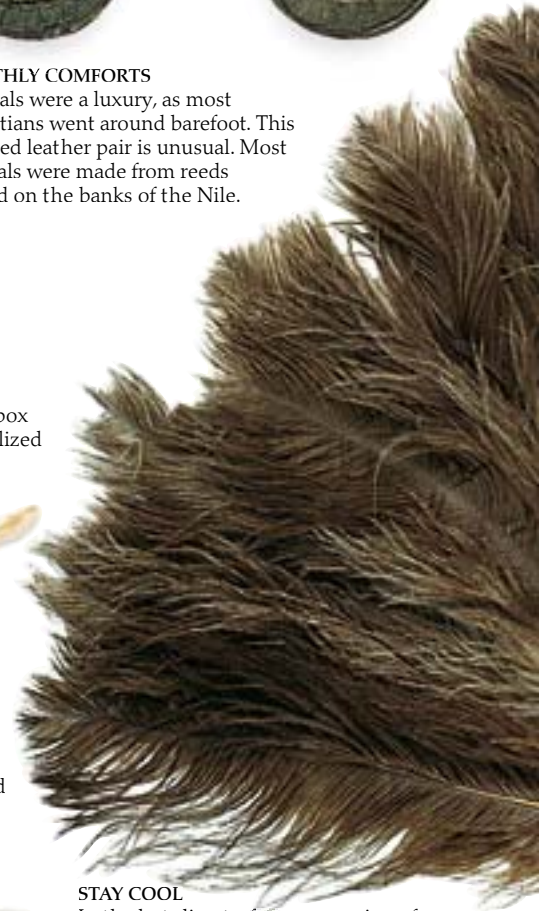 THLY COMFORTS
als were a luxury, as most
tians went around barefoot. This
ed leather pair is unusual. Most
als were made from reeds
d on the banks of the Nile.
box
lized
d
STAY COOL